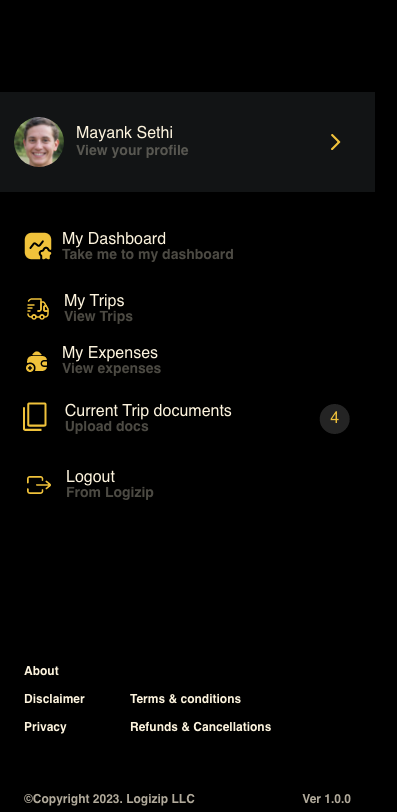 Mayank Sethi
View your profile
My Dashboard
Take me to my dashboard
My Trips
View Trips
My Expenses
View expenses
Current Trip documents
Upload docs
4
Logout
From Logizip
About
Disclaimer Terms & conditions
Privacy Refunds & Cancellations
©Copyright 2023. Logizip LLC Ver 1.0.0